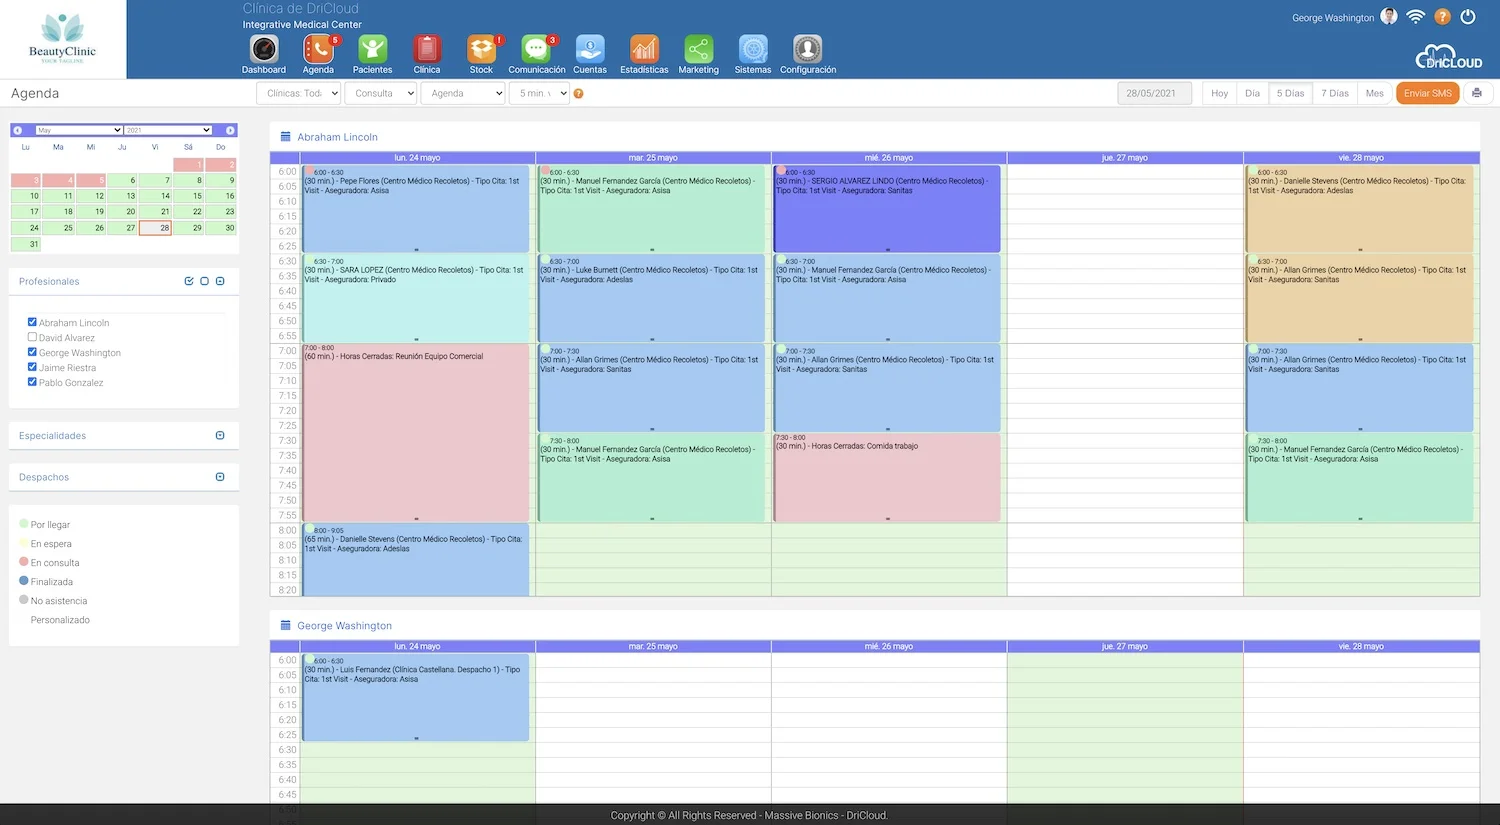 BeautyClinic
YOUR TAGLINE
Clínica de DriCloud
Integrative Medical Center
George Washington
?
5
!
3
Dashboard Agenda Pacientes Clínica Stock Comunicación Cuentas Estadísticas Marketing Sistemas Configuración
DRICLOUD
Agenda
Clínicas: Toda
Consulta
Agenda
5 min.
?
28/05/2021
Hoy Día 5 Días 7 Días Mes
Enviar SMS
May 2021
Lu Ma Mi Ju Vi Sá Do
1 2
3 4 5 6 7 8 9
10 11 12 13 14 15 16
17 18 19 20 21 22 23
24 25 26 27 28 29 30
31
Profesionales
Abraham Lincoln
David Alvarez
George Washington
Jaime Riestra
Pablo Gonzalez
Especialidades
Despachos
Por llegar
En espera
En consulta
Finalizada
No asistencia
Personalizado
Abraham Lincoln
lun. 24 mayo mar. 25 mayo mié. 26 mayo jue. 27 mayo vie. 28 mayo
6:00
6:05
6:10
6:15
6:20
6:25
6:30
6:35
6:40
6:45
6:50
6:55
7:00
7:05
7:10
7:15
7:20
7:25
7:30
7:35
7:40
7:45
7:50
7:55
8:00
8:05
8:10
8:15
8:20
6:00 - 6:30
(30 min.) - Pepe Flores (Centro Médico Recoletos) - Tipo Cita: 1st
Visit - Aseguradora: Asisa
6:30 - 7:00
(30 min.) - SARA LOPEZ (Centro Médico Recoletos) - Tipo Cita: 1st
Visit - Aseguradora: Privado
7:00 - 8:00
(60 min.) - Horas Cerradas: Reunión Equipo Comercial
8:00 - 9:05
(65 min.) - Danielle Stevens (Centro Médico Recoletos) - Tipo Cita:
1st Visit - Aseguradora: Adeslas
6:00 - 6:30
(30 min.) - Manuel Fernandez García (Centro Médico Recoletos) -
Tipo Cita: 1st Visit - Aseguradora: Asisa
6:30 - 7:00
(30 min.) - Luke Burnett (Centro Médico Recoletos) - Tipo Cita: 1st
Visit - Aseguradora: Adeslas
7:00 - 7:30
(30 min.) - Allan Grimes (Centro Médico Recoletos) - Tipo Cita: 1st
Visit - Aseguradora: Sanitas
7:30 - 8:00
(30 min.) - Manuel Fernandez García (Centro Médico Recoletos) -
Tipo Cita: 1st Visit - Aseguradora: Asisa
6:00 - 6:30
(30 min.) - SERGIO ALVAREZ LINDO (Centro Médico Recoletos) -
Tipo Cita: 1st Visit - Aseguradora: Sanitas
6:30 - 7:00
(30 min.) - Manuel Fernandez García (Centro Médico Recoletos) -
Tipo Cita: 1st Visit - Aseguradora: Asisa
7:00 - 7:30
(30 min.) - Allan Grimes (Centro Médico Recoletos) - Tipo Cita: 1st
Visit - Aseguradora: Sanitas
7:30 - 8:00
(30 min.) - Horas Cerradas: Comida trabajo
6:00 - 6:30
(30 min.) - Danielle Stevens (Centro Médico Recoletos) - Tipo Cita:
1st Visit - Aseguradora: Adeslas
6:30 - 7:00
(30 min.) - Allan Grimes (Centro Médico Recoletos) - Tipo Cita: 1st
Visit - Aseguradora: Sanitas
7:00 - 7:30
(30 min.) - Allan Grimes (Centro Médico Recoletos) - Tipo Cita: 1st
Visit - Aseguradora: Sanitas
7:30 - 8:00
(30 min.) - Manuel Fernandez García (Centro Médico Recoletos) -
Tipo Cita: 1st Visit - Aseguradora: Asisa
George Washington
lun. 24 mayo mar. 25 mayo mié. 26 mayo jue. 27 mayo vie. 28 mayo
6:00
6:05
6:10
6:15
6:20
6:25
6:30
6:35
6:40
6:45
6:00 - 6:30
(30 min.) - Luis Fernandez (Clínica Castellana. Despacho 1) - Tipo
Cita: 1st Visit - Aseguradora: Asisa
Copyright © All Rights Reserved - Massive Bionics - DriCloud.